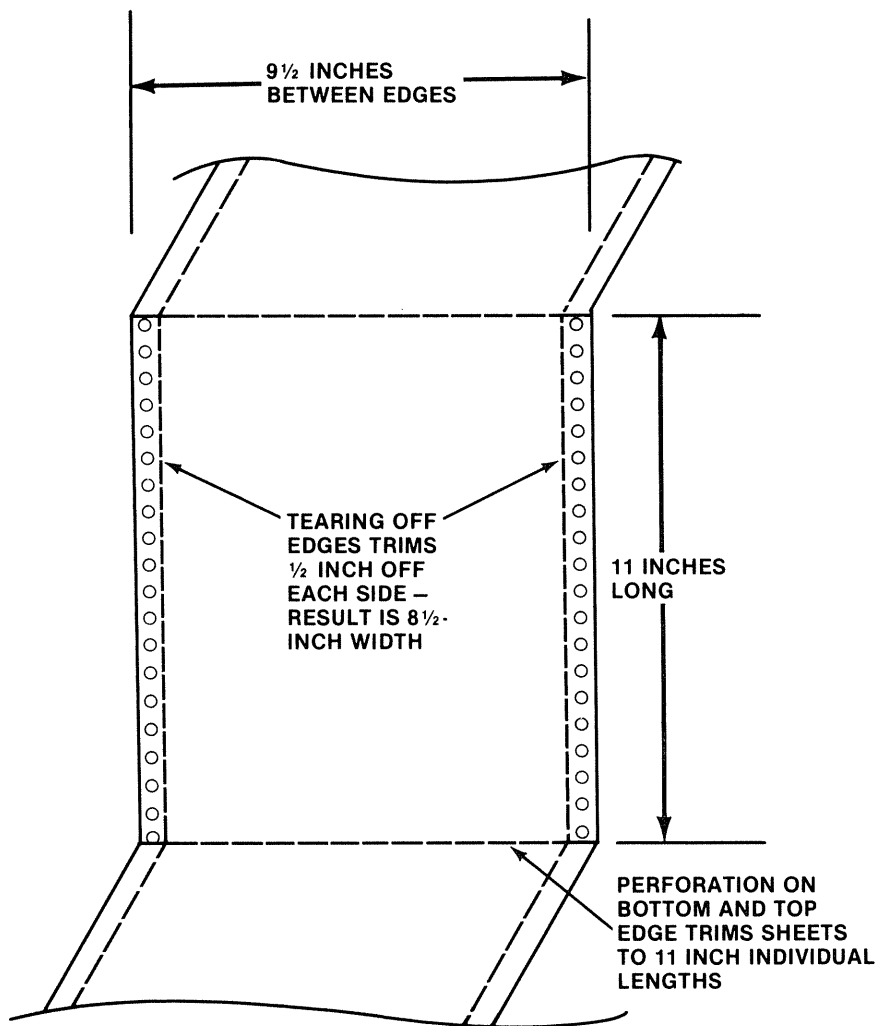 9½ INCHES
BETWEEN EDGES
TEARING OFF
EDGES TRIMS
½ INCH OFF
EACH SIDE –
RESULT IS 8½-
INCH WIDTH
11 INCHES
LONG
PERFORATION ON
BOTTOM AND TOP
EDGE TRIMS SHEETS
TO 11 INCH INDIVIDUAL
LENGTHS